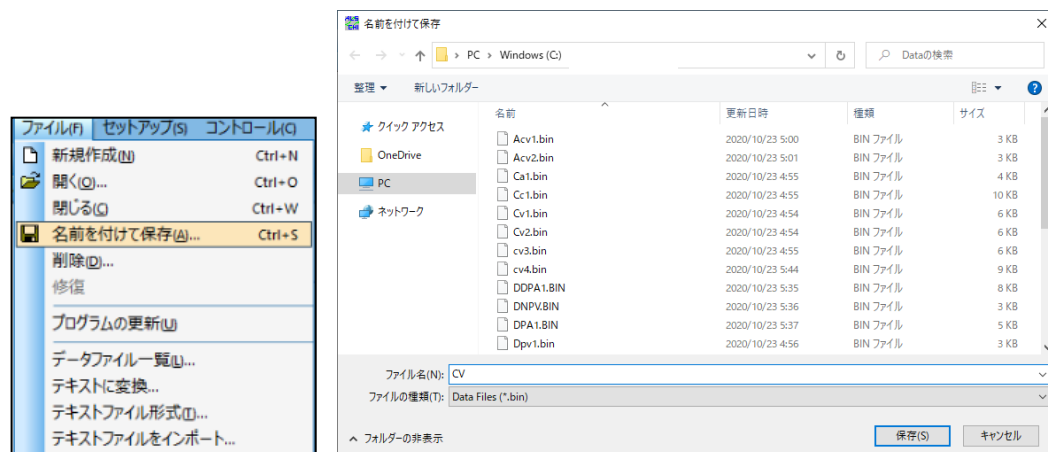 ファイル(F) セットアップ(S) コントロール(C)
新規作成(N) Ctrl+N
開く(O)... Ctrl+O
閉じる(C) Ctrl+W
名前を付けて保存(A)... Ctrl+S
削除(D)...
修復
プログラムの更新(U)
データファイル一覧(L)...
テキストに変換...
テキストファイル形式(T)...
テキストファイルをインポート...
名前を付けて保存
PC > Windows (C:)
Dataの検索
整理 新しいフォルダー
クイック アクセス
OneDrive
PC
ネットワーク
名前 更新日時 種類 サイズ
Acv1.bin 2020/10/23 5:00 BIN ファイル 3 KB
Acv2.bin 2020/10/23 5:01 BIN ファイル 3 KB
Ca1.bin 2020/10/23 4:55 BIN ファイル 4 KB
Cc1.bin 2020/10/23 4:55 BIN ファイル 10 KB
Cv1.bin 2020/10/23 4:54 BIN ファイル 6 KB
Cv2.bin 2020/10/23 4:54 BIN ファイル 6 KB
cv3.bin 2020/10/23 4:55 BIN ファイル 6 KB
cv4.bin 2020/10/23 5:44 BIN ファイル 9 KB
DDPA1.BIN 2020/10/23 5:35 BIN ファイル 8 KB
DNPV.BIN 2020/10/23 5:36 BIN ファイル 3 KB
DPA1.BIN 2020/10/23 5:37 BIN ファイル 5 KB
Dpv1.bin 2020/10/23 4:56 BIN ファイル 3 KB
ファイル名(N): CV
ファイルの種類(T): Data Files (*.bin)
フォルダーの非表示 保存(S) キャンセル